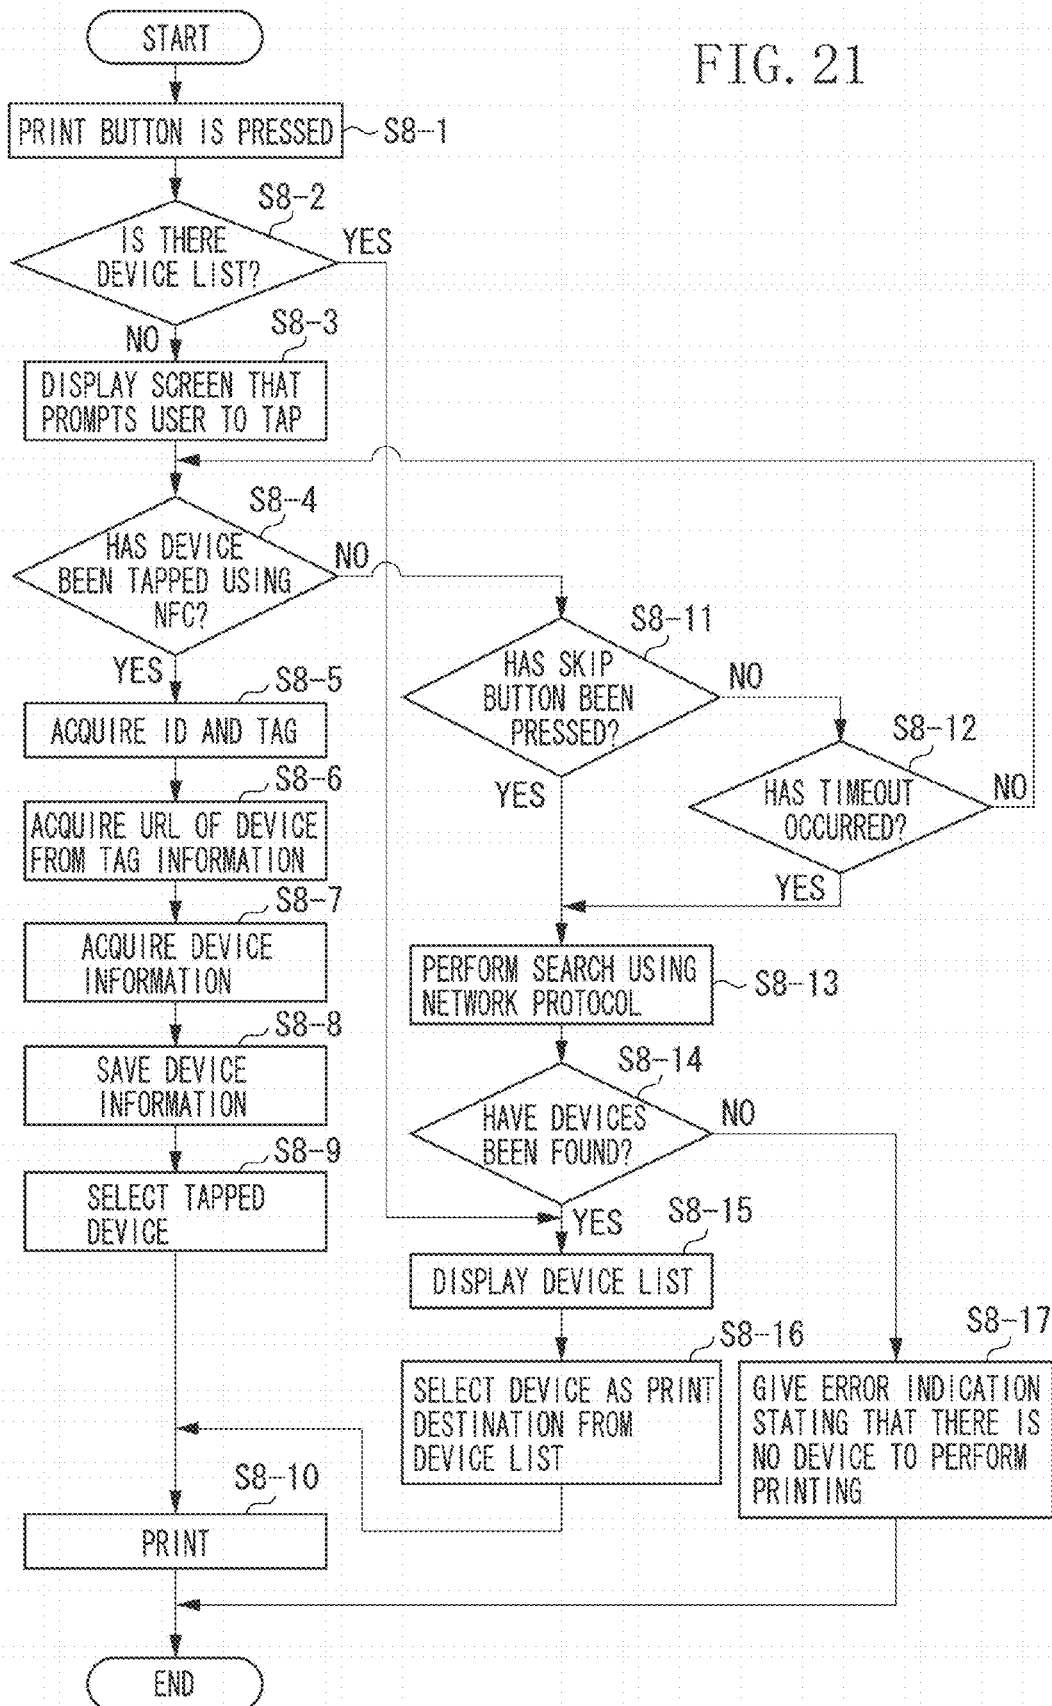 START
FIG. 21
PRINT BUTTON IS PRESSED
S8-1
S8-2
IS THERE
DEVICE LIST?
YES
NO
S8-3
DISPLAY SCREEN THAT
PROMPTS USER TO TAP
S8-4
HAS DEVICE
BEEN TAPPED USING
NFC?
NO
YES
S8-5
ACQUIRE ID AND TAG
S8-6
ACQUIRE URL OF DEVICE
FROM TAG INFORMATION
S8-7
ACQUIRE DEVICE
INFORMATION
S8-8
SAVE DEVICE
INFORMATION
S8-9
SELECT TAPPED
DEVICE
S8-10
PRINT
END
S8-11
HAS SKIP
BUTTON BEEN
PRESSED?
NO
YES
S8-12
HAS TIMEOUT
OCCURRED?
NO
YES
PERFORM SEARCH USING
NETWORK PROTOCOL
S8-13
S8-14
HAVE DEVICES
BEEN FOUND?
NO
YES
S8-15
DISPLAY DEVICE LIST
S8-16
SELECT DEVICE AS PRINT
DESTINATION FROM
DEVICE LIST
S8-17
GIVE ERROR INDICATION
STATING THAT THERE IS
NO DEVICE TO PERFORM
PRINTING